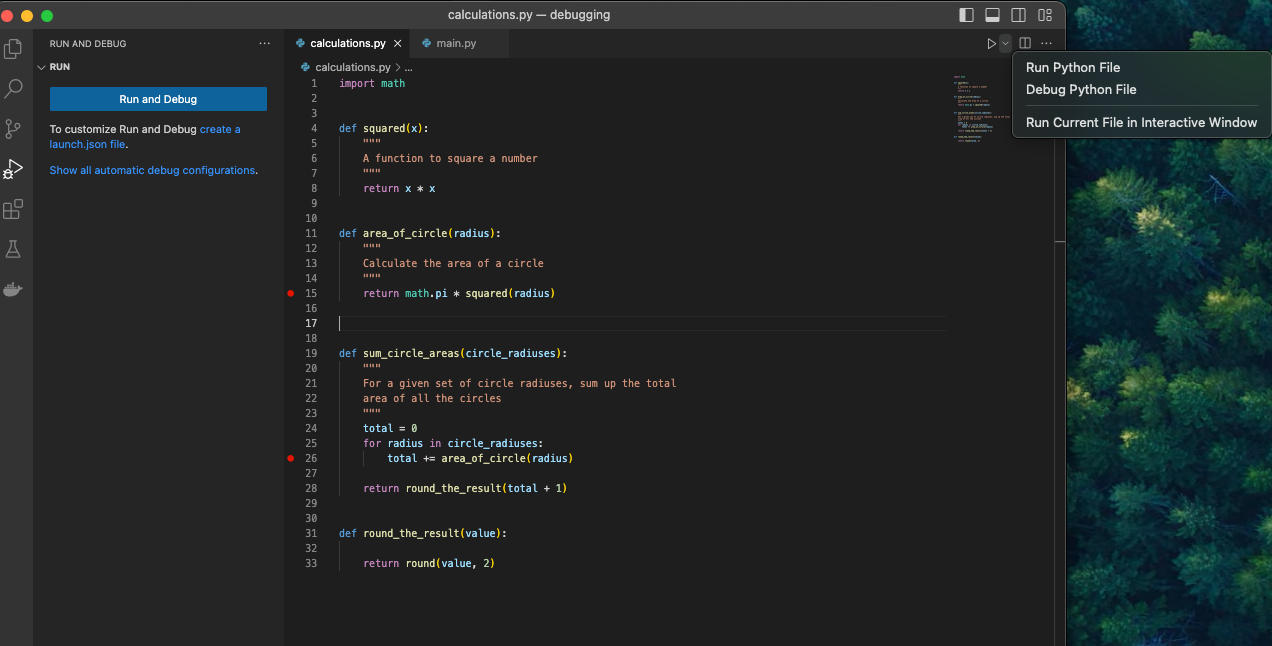 calculations.py — debugging
RUN AND DEBUG
RUN
Run and Debug
To customize Run and Debug create a
launch.json file.
Show all automatic debug configurations.
calculations.py
main.py
calculations.py > ...
1 import math
2
3
4 def squared(x):
5     """
6     A function to square a number
7     """
8     return x * x
9
10
11 def area_of_circle(radius):
12     """
13     Calculate the area of a circle
14     """
15     return math.pi * squared(radius)
16
17
18
19 def sum_circle_areas(circle_radiuses):
20     """
21     For a given set of circle radiuses, sum up the total
22     area of all the circles
23     """
24     total = 0
25     for radius in circle_radiuses:
26         total += area_of_circle(radius)
27
28     return round_the_result(total + 1)
29
30
31 def round_the_result(value):
32
33     return round(value, 2)
Run Python File
Debug Python File
Run Current File in Interactive Window